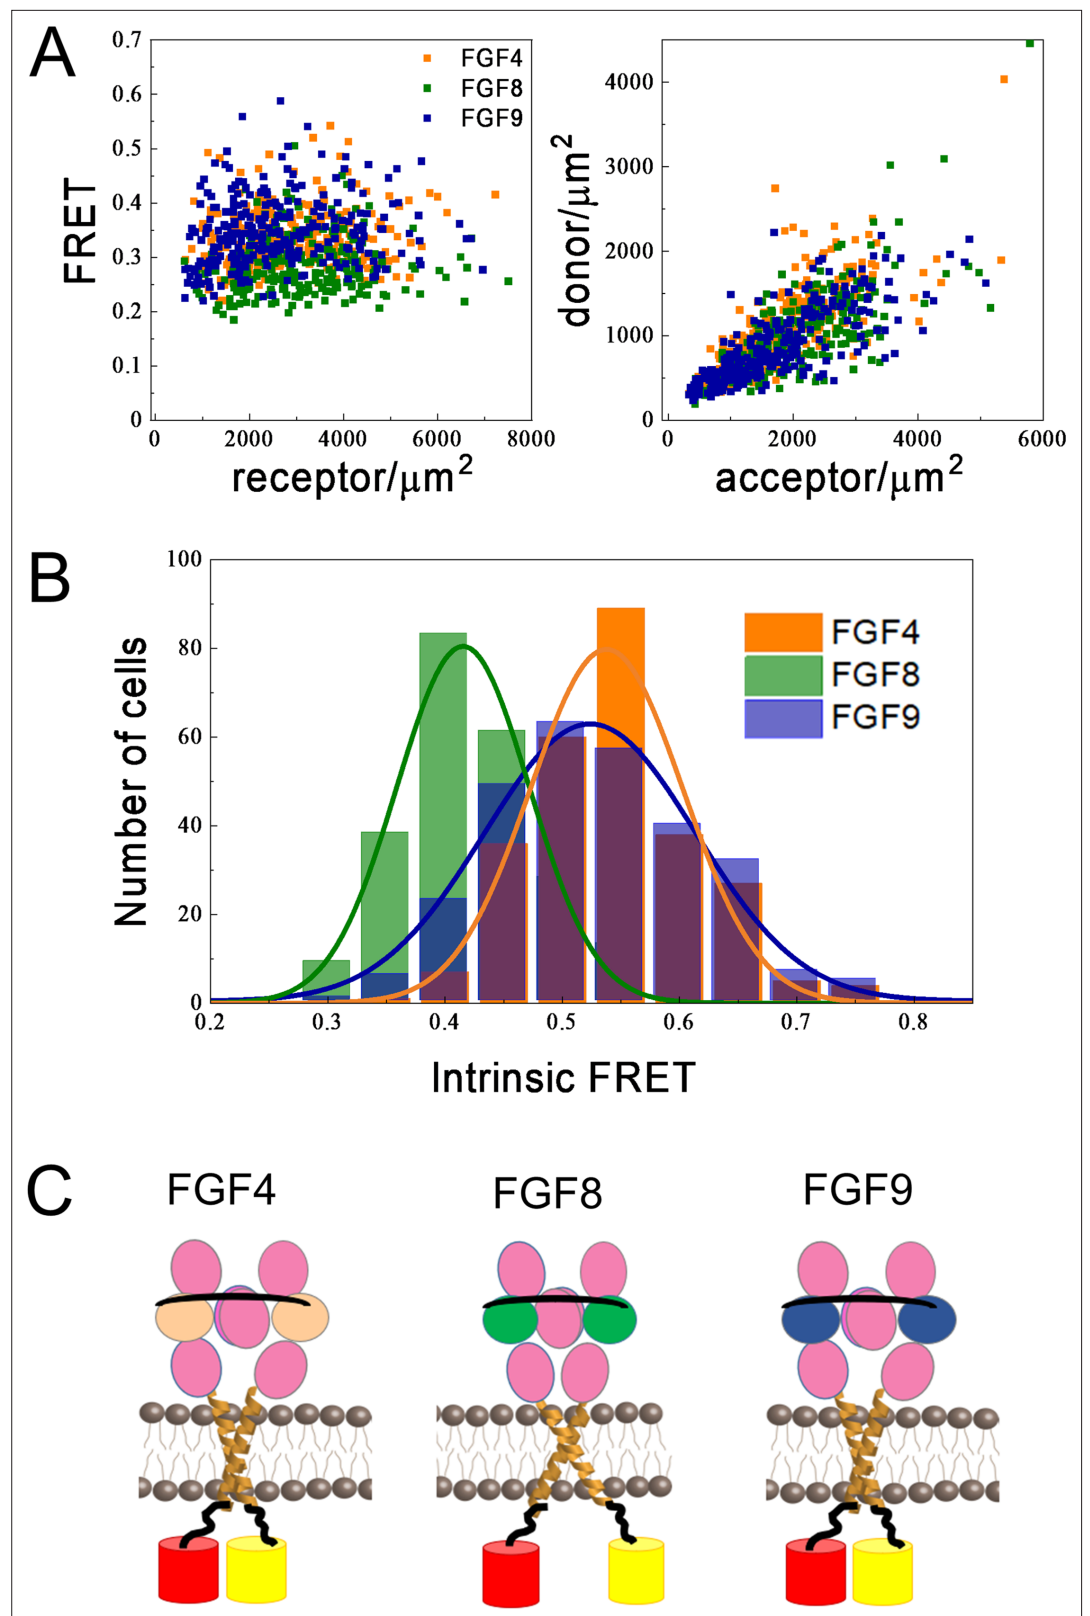 A
FRET
0.7
0.6
0.5
0.4
0.3
0.2
0.1
0
FGF4
FGF8
FGF9
0
2000
4000
6000
8000
receptor/μm2
donor/μm2
4000
3000
2000
1000
0
0
2000
4000
6000
acceptor/μm2
B
Number of cells
100
80
60
40
20
0
FGF4
FGF8
FGF9
0.2
0.3
0.4
0.5
0.6
0.7
0.8
Intrinsic FRET
C
FGF4
FGF8
FGF9